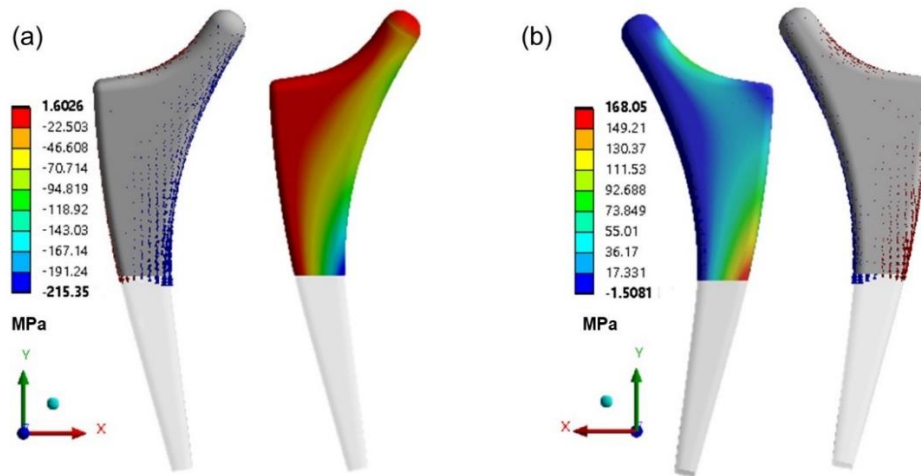 (a)
1.6026
-22.503
-46.608
-70.714
-94.819
-118.92
-143.03
-167.14
-191.24
-215.35
MPa
Y
X
(b)
168.05
149.21
130.37
111.53
92.688
73.849
55.01
36.17
17.331
-1.5081
MPa
Y
X